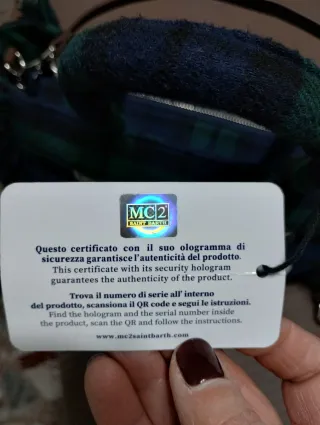 MC2
SAINT BARTH
Questo certificato con il suo ologramma di
sicurezza garantisce l'autenticità del prodotto.
This certificate with its security hologram
guarantees the authenticity of the product.
Trova il numero di serie all' interno
del prodotto, scansiona il QR code e segui le istruzioni.
Find the hologram and the serial number inside
the product, scan the QR and follow the instructions.
www.mc2saintbarth.com